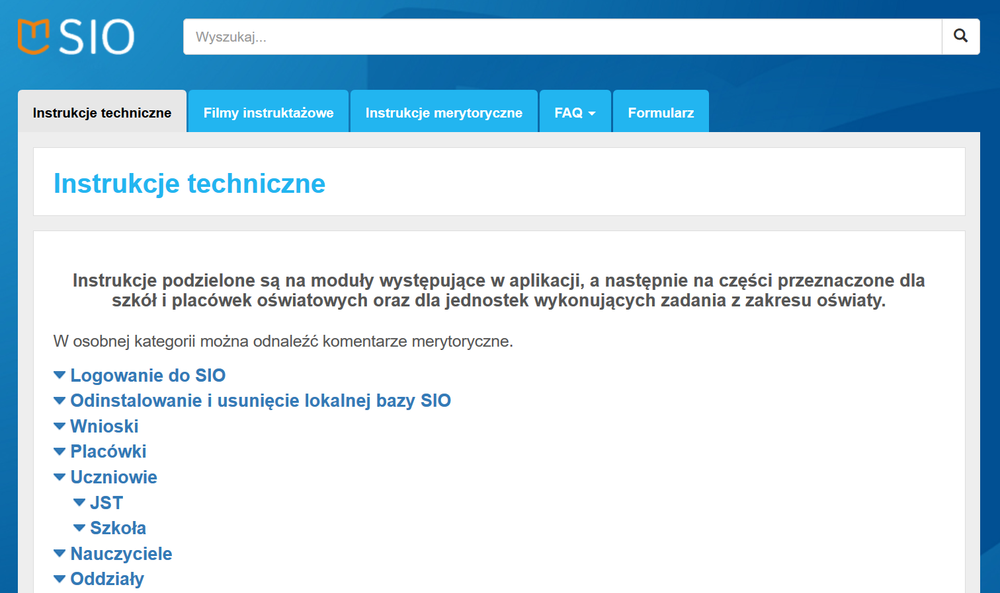 SIO
Wyszukaj...
Instrukcje techniczne
Filmy instruktażowe
Instrukcje merytoryczne
FAQ
Formularz
Instrukcje techniczne
Instrukcje podzielone są na moduły występujące w aplikacji, a następnie na części przeznaczone dla
szkół i placówek oświatowych oraz dla jednostek wykonujących zadania z zakresu oświaty.
W osobnej kategorii można odnaleźć komentarze merytoryczne.
Logowanie do SIO
Odinstalowanie i usunięcie lokalnej bazy SIO
Wnioski
Placówki
Uczniowie
JST
Szkoła
Nauczyciele
Oddziały